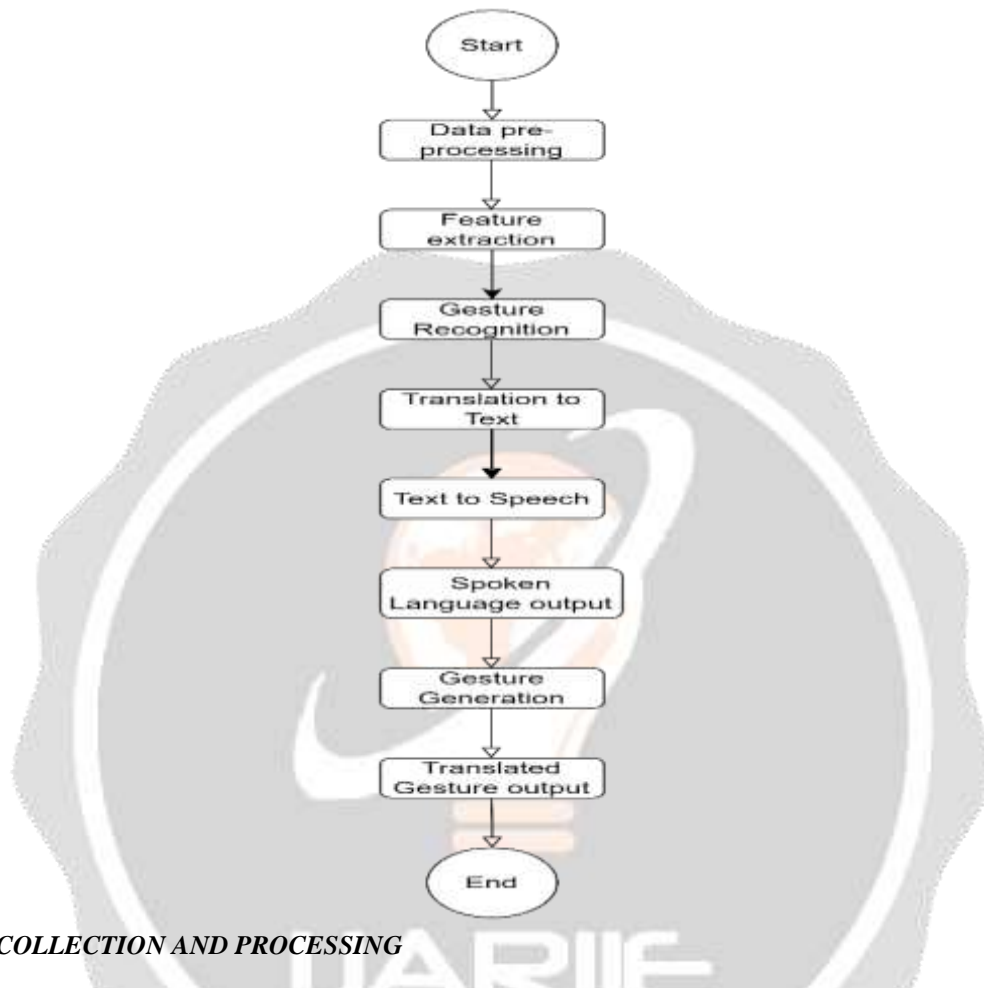 Start
Data pre-
processing
Feature
extraction
Gesture
Recognition
Translation to
Text
Text to Speech
Spoken
Language output
Gesture
Generation
Translated
Gesture output
End
COLLECTION AND PROCESSING